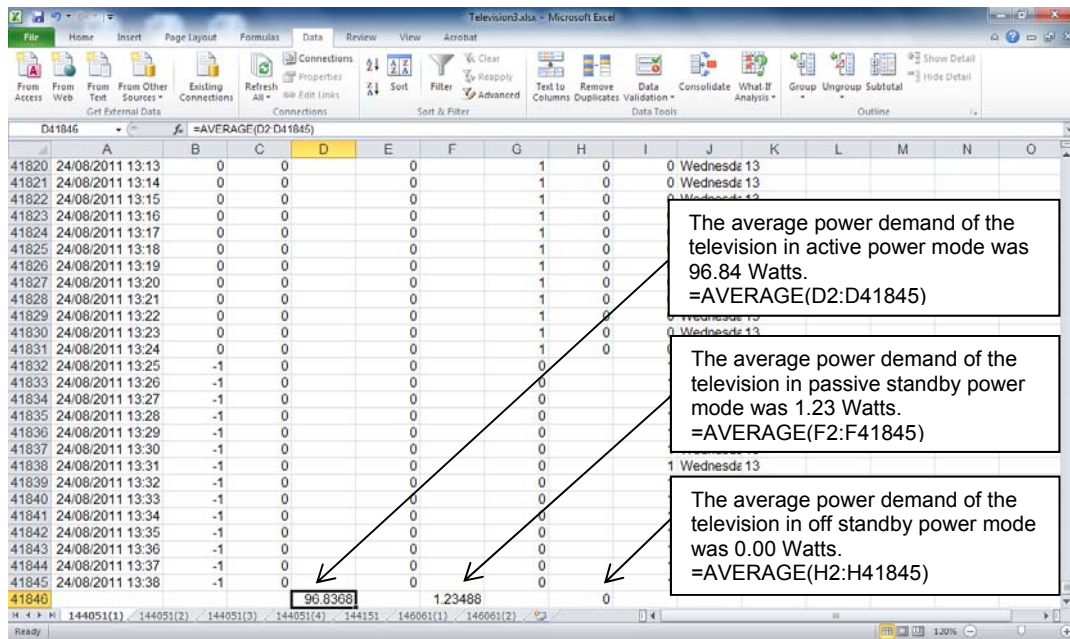 Television3.xlsx - Microsoft Excel
File Home Insert Page Layout Formulas Data Review View Acrobat
From Access From Web From Text From Other Sources Existing Connections Refresh All Connections Properties Edit Links Sort Filter Clear Reapply Advanced Text to Columns Remove Duplicates Data Validation Consolidate What-If Analysis Group Ungroup Subtotal Show Detail Hide Detail
Get External Data Connections Sort & Filter Data Tools Outline
D41846 fx =AVERAGE(D2:D41845)
A B C D E F G H I J K L M N O
41820 24/08/2011 13:13 0 0 0 1 0 0 Wednesda 13
41821 24/08/2011 13:14 0 0 0 1 0 0 Wednesda 13
41822 24/08/2011 13:15 0 0 0 1 0 0 Wednesda 13
41823 24/08/2011 13:16 0 0 0 1 0
41824 24/08/2011 13:17 0 0 0 1 0
41825 24/08/2011 13:18 0 0 0 1 0
41826 24/08/2011 13:19 0 0 0 1 0
41827 24/08/2011 13:20 0 0 0 1 0
41828 24/08/2011 13:21 0 0 0 1 0
41829 24/08/2011 13:22 0 0 0 1 0 0 Wednesda 13
41830 24/08/2011 13:23 0 0 0 1 0 0 Wednesda 13
41831 24/08/2011 13:24 0 0 0 1 0 0
41832 24/08/2011 13:25 -1 0 0 0
41833 24/08/2011 13:26 -1 0 0 0
41834 24/08/2011 13:27 -1 0 0 0
41835 24/08/2011 13:28 -1 0 0 0
41836 24/08/2011 13:29 -1 0 0 0
41837 24/08/2011 13:30 -1 0 0 0
41838 24/08/2011 13:31 -1 0 0 0 1 Wednesda 13
41839 24/08/2011 13:32 -1 0 0 0
41840 24/08/2011 13:33 -1 0 0 0
41841 24/08/2011 13:34 -1 0 0 0
41842 24/08/2011 13:35 -1 0 0 0
41843 24/08/2011 13:36 -1 0 0 0
41844 24/08/2011 13:37 -1 0 0 0
41845 24/08/2011 13:38 -1 0 0 0
41846 96.8368 1.23488 0
The average power demand of the
television in active power mode was
96.84 Watts.
=AVERAGE(D2:D41845)
The average power demand of the
television in passive standby power
mode was 1.23 Watts.
=AVERAGE(F2:F41845)
The average power demand of the
television in off standby power mode
was 0.00 Watts.
=AVERAGE(H2:H41845)
144051(1) 144051(2) 144051(3) 144051(4) 144151 146061(1) 146061(2)
Ready 120%